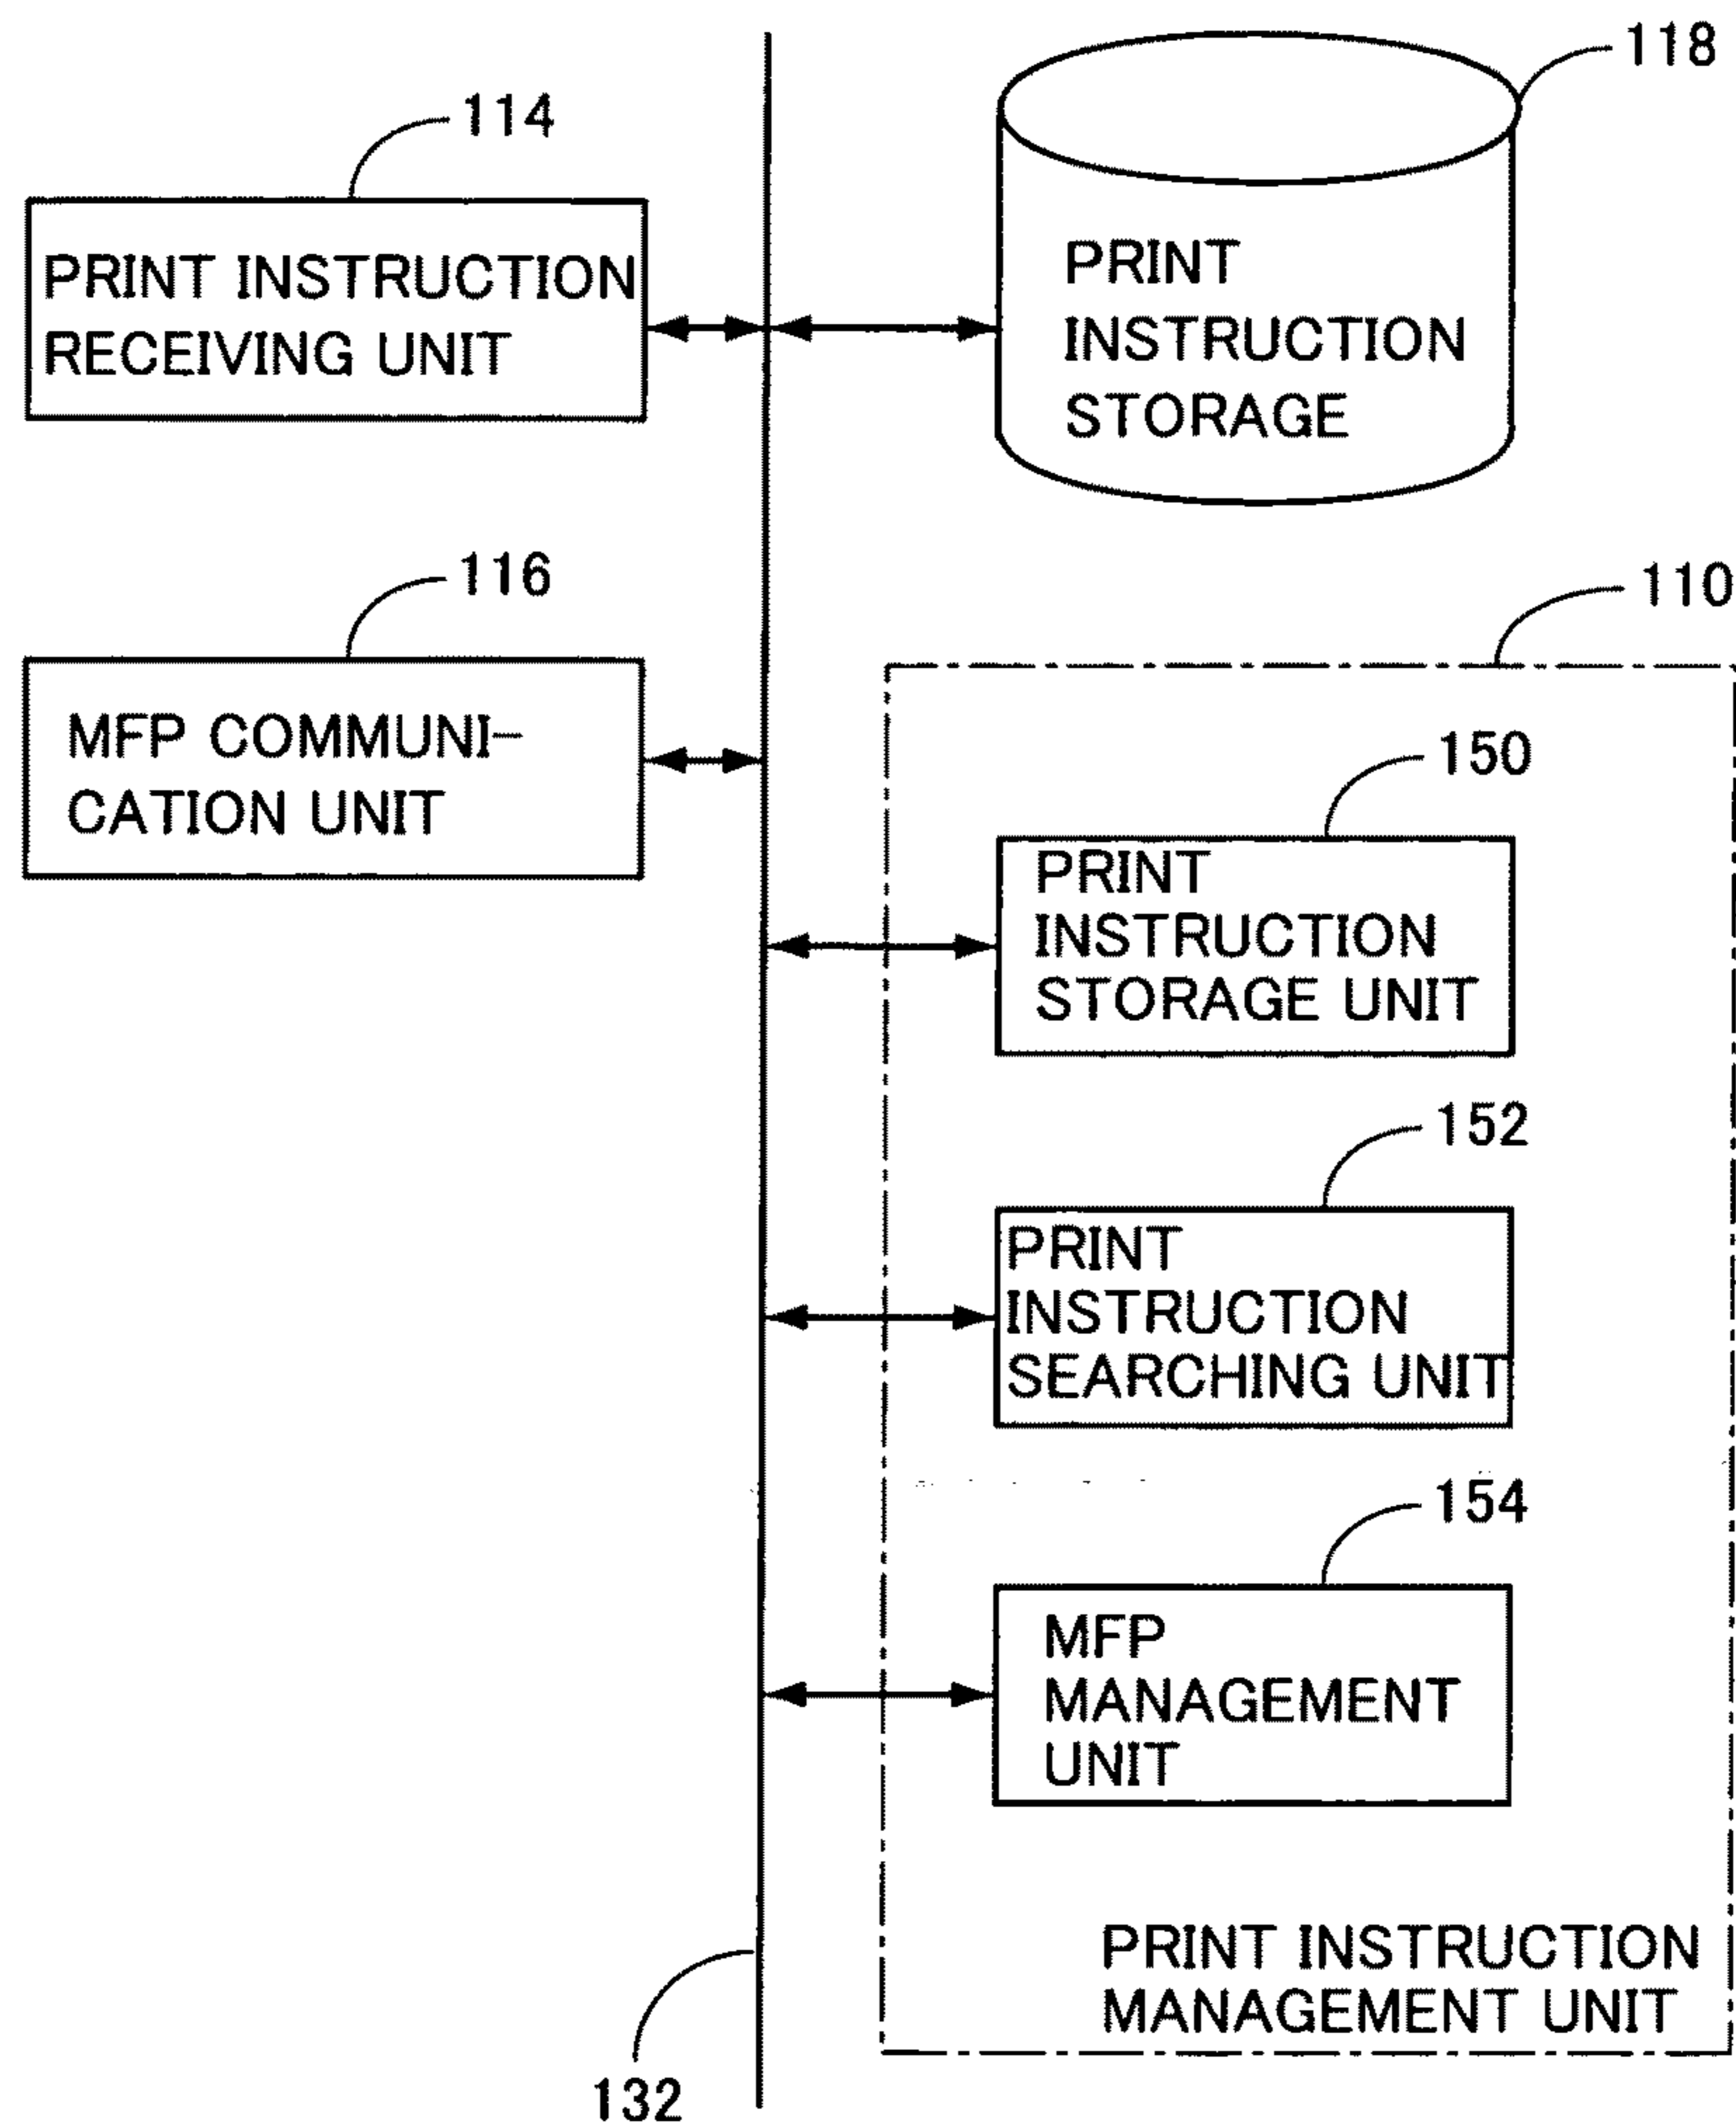 118
114
PRINT INSTRUCTION
RECEIVING UNIT
PRINT
INSTRUCTION
STORAGE
116
MFP COMMUNI-
CATION UNIT
110
150
PRINT
INSTRUCTION
STORAGE UNIT
152
PRINT
INSTRUCTION
SEARCHING UNIT
154
MFP
MANAGEMENT
UNIT
PRINT INSTRUCTION
MANAGEMENT UNIT
132